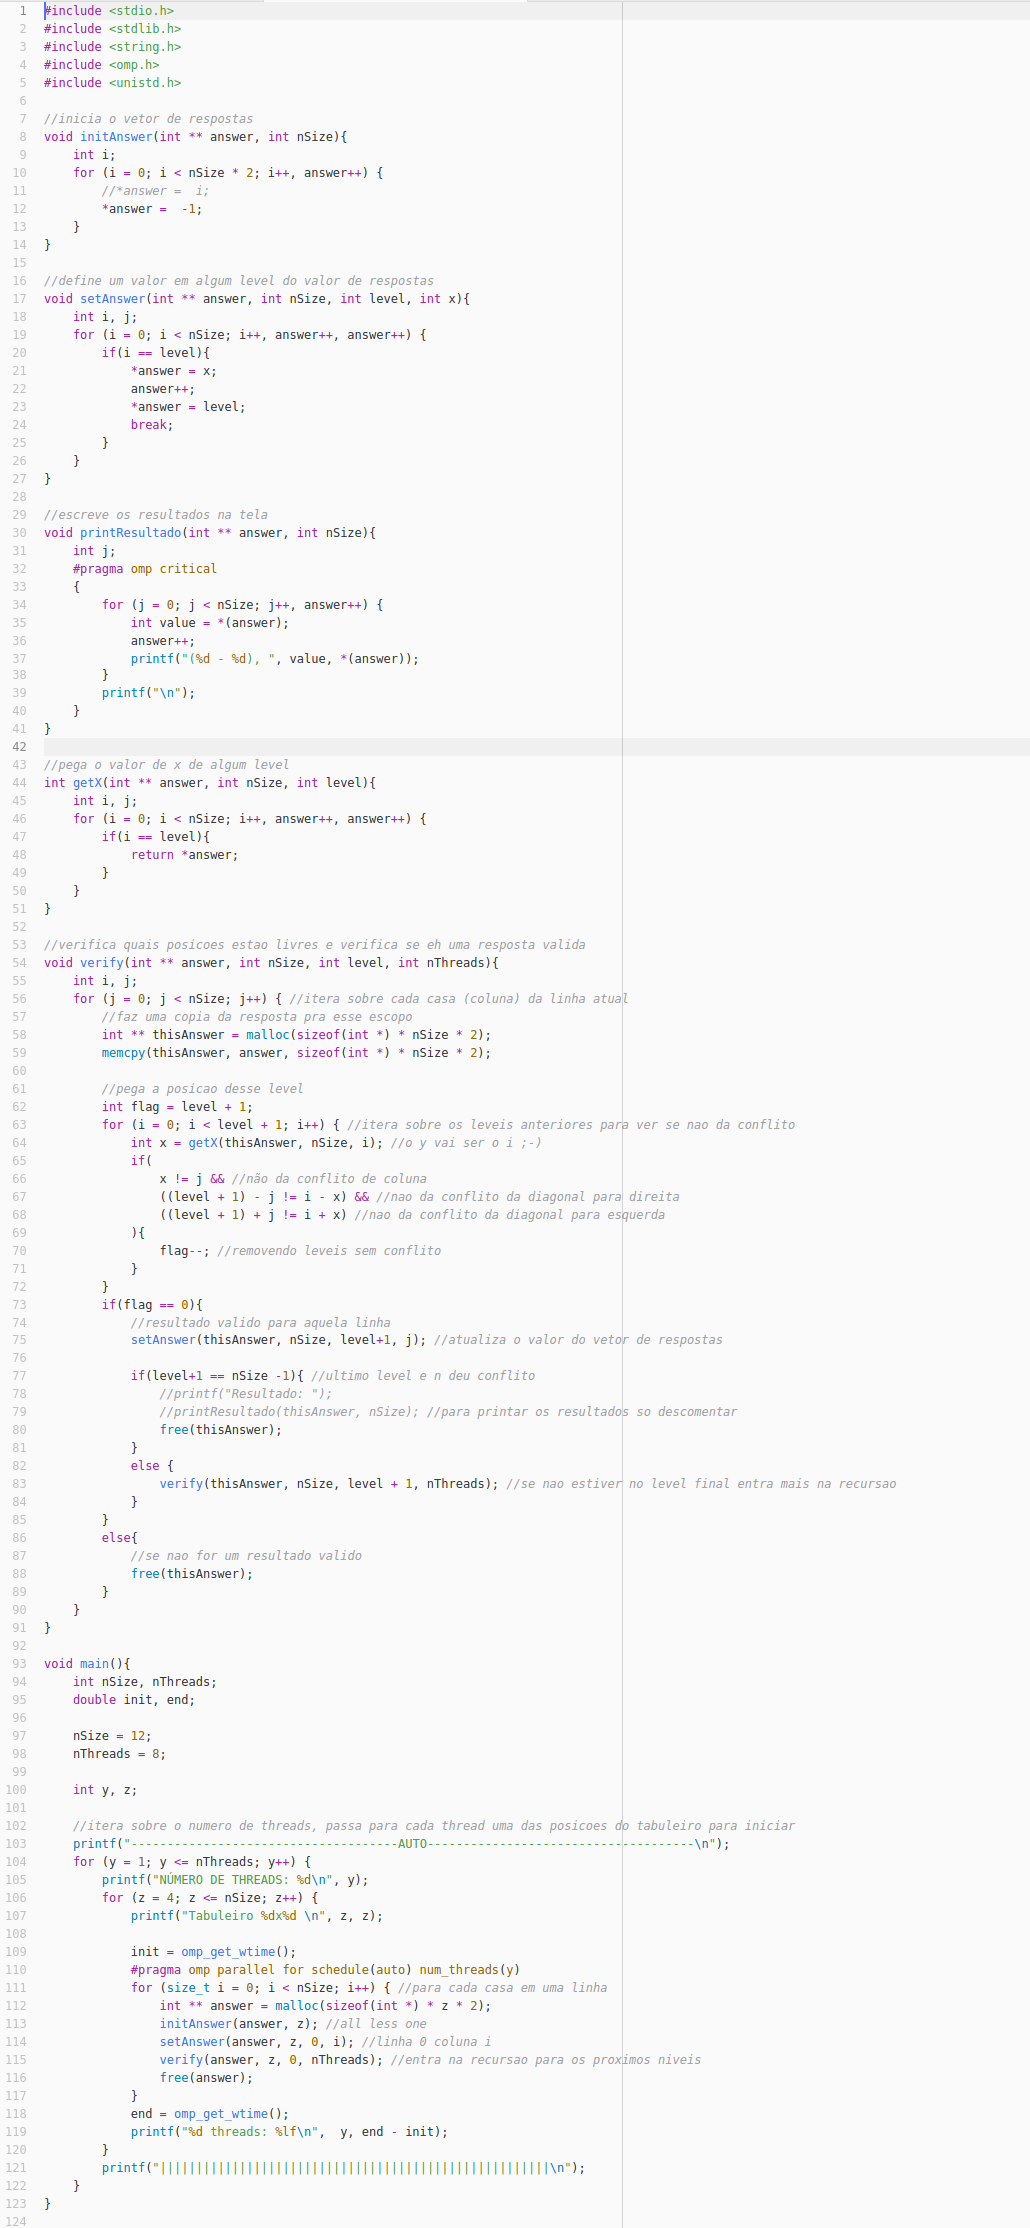 1 #include <stdio.h>
2 #include <stdlib.h>
3 #include <string.h>
4 #include <omp.h>
5 #include <unistd.h>
6
7 //inicia o vetor de respostas
8 void initAnswer(int ** answer, int nSize){
9     int i;
10     for (i = 0; i < nSize * 2; i++, answer++) {
11         //*answer =  i;
12         *answer =  -1;
13     }
14 }
15
16 //define um valor em algum level do valor de respostas
17 void setAnswer(int ** answer, int nSize, int level, int x){
18     int i, j;
19     for (i = 0; i < nSize; i++, answer++, answer++) {
20         if(i == level){
21             *answer = x;
22             answer++;
23             *answer = level;
24             break;
25         }
26     }
27 }
28
29 //escreve os resultados na tela
30 void printResultado(int ** answer, int nSize){
31     int j;
32     #pragma omp critical
33     {
34         for (j = 0; j < nSize; j++, answer++) {
35             int value = *(answer);
36             answer++;
37             printf("(%d - %d), ", value, *(answer));
38         }
39         printf("\n");
40     }
41 }
42
43 //pega o valor de x de algum level
44 int getX(int ** answer, int nSize, int level){
45     int i, j;
46     for (i = 0; i < nSize; i++, answer++, answer++) {
47         if(i == level){
48             return *answer;
49         }
50     }
51 }
52
53 //verifica quais posicoes estao livres e verifica se eh uma resposta valida
54 void verify(int ** answer, int nSize, int level, int nThreads){
55     int i, j;
56     for (j = 0; j < nSize; j++) { //itera sobre cada casa (coluna) da linha atual
57         //faz uma copia da resposta pra esse escopo
58         int ** thisAnswer = malloc(sizeof(int *) * nSize * 2);
59         memcpy(thisAnswer, answer, sizeof(int *) * nSize * 2);
60
61         //pega a posicao desse level
62         int flag = level + 1;
63         for (i = 0; i < level + 1; i++) { //itera sobre os leveis anteriores para ver se nao da conflito
64             int x = getX(thisAnswer, nSize, i); //o y vai ser o i ;-)
65             if(
66                 x != j && //não da conflito de coluna
67                 ((level + 1) - j != i - x) && //nao da conflito da diagonal para direita
68                 ((level + 1) + j != i + x) //nao da conflito da diagonal para esquerda
69             ){
70                 flag--; //removendo leveis sem conflito
71             }
72         }
73         if(flag == 0){
74             //resultado valido para aquela linha
75             setAnswer(thisAnswer, nSize, level+1, j); //atualiza o valor do vetor de respostas
76
77             if(level+1 == nSize -1){ //ultimo level e n deu conflito
78                 //printf("Resultado: ");
79                 //printResultado(thisAnswer, nSize); //para printar os resultados so descomentar
80                 free(thisAnswer);
81             }
82             else {
83                 verify(thisAnswer, nSize, level + 1, nThreads); //se nao estiver no level final entra mais na recursao
84             }
85         }
86         else{
87             //se nao for um resultado valido
88             free(thisAnswer);
89         }
90     }
91 }
92
93 void main(){
94     int nSize, nThreads;
95     double init, end;
96
97     nSize = 12;
98     nThreads = 8;
99
100     int y, z;
101
102     //itera sobre o numero de threads, passa para cada thread uma das posicoes do tabuleiro para iniciar
103     printf("-------------------------------------AUTO-------------------------------------\n");
104     for (y = 1; y <= nThreads; y++) {
105         printf("NÚMERO DE THREADS: %d\n", y);
106         for (z = 4; z <= nSize; z++) {
107             printf("Tabuleiro %dx%d \n", z, z);
108
109             init = omp_get_wtime();
110             #pragma omp parallel for schedule(auto) num_threads(y)
111             for (size_t i = 0; i < nSize; i++) { //para cada casa em uma linha
112                 int ** answer = malloc(sizeof(int *) * z * 2);
113                 initAnswer(answer, z); //all less one
114                 setAnswer(answer, z, 0, i); //linha 0 coluna i
115                 verify(answer, z, 0, nThreads); //entra na recursao para os proximos niveis
116                 free(answer);
117             }
118             end = omp_get_wtime();
119             printf("%d threads: %lf\n",  y, end - init);
120         }
121         printf("||||||||||||||||||||||||||||||||||||||||||||||||||||||\n");
122     }
123 }
124